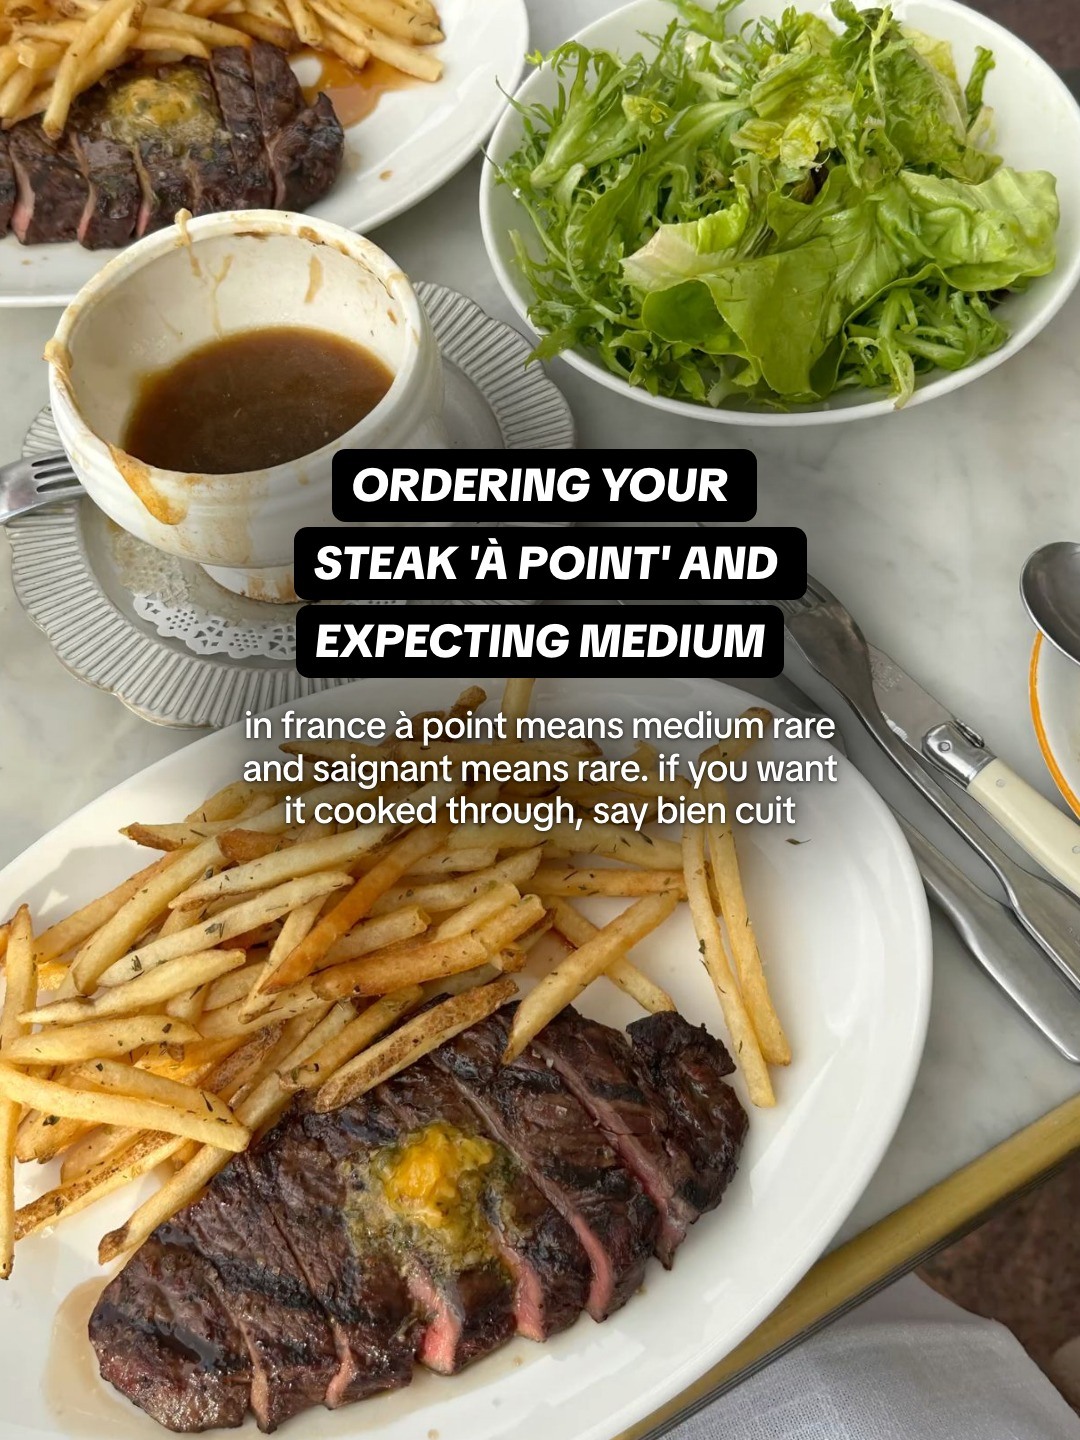 ORDERING YOUR
STEAK 'À POINT' AND
EXPECTING MEDIUM
in france à point means medium rare
and saignant means rare. if you want
it cooked through, say bien cuit